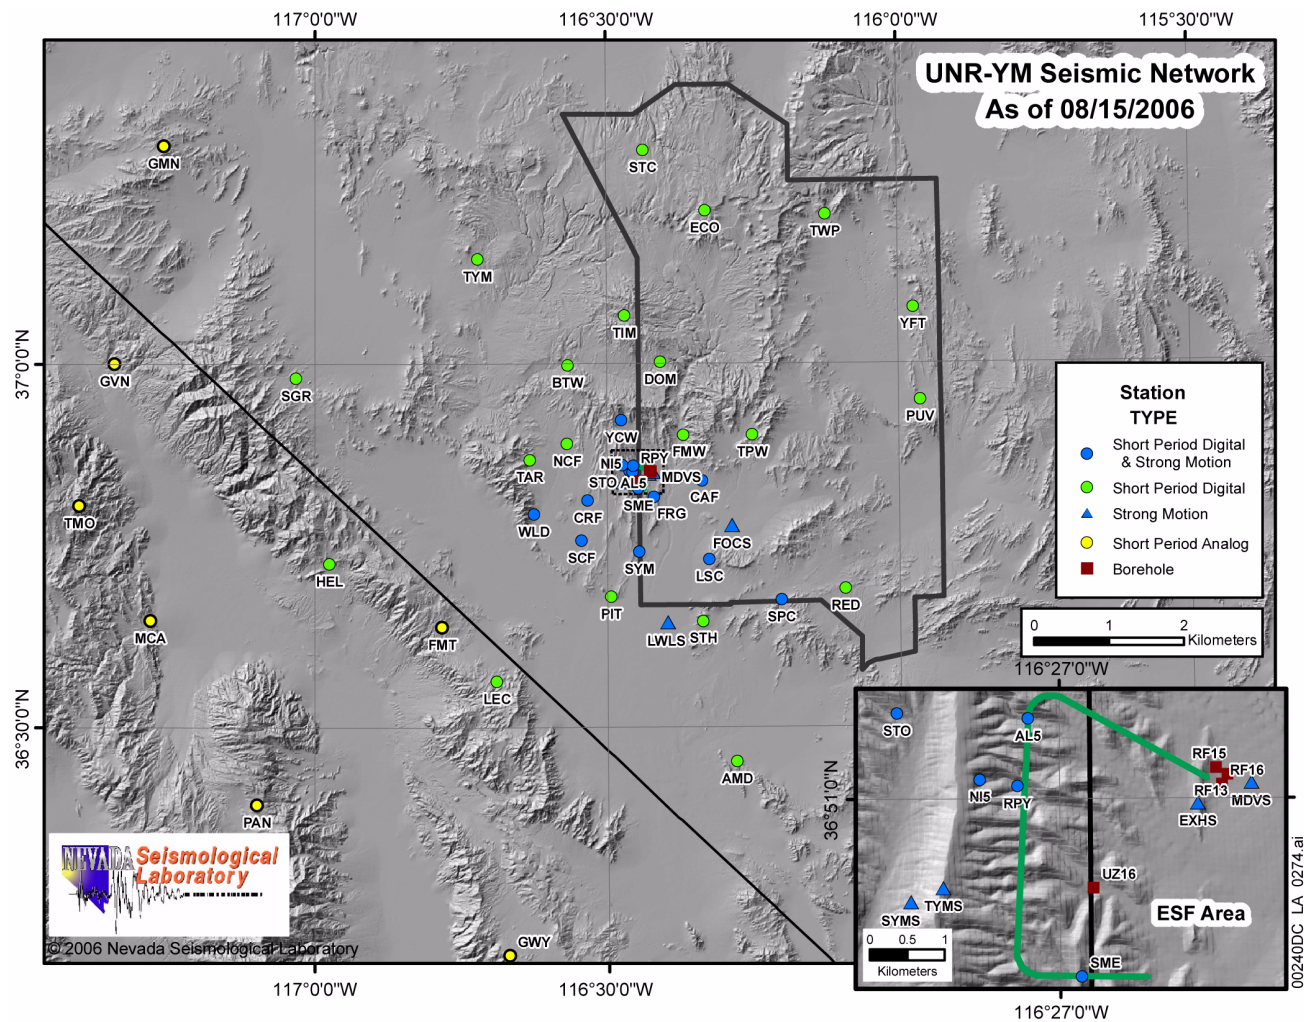 117°0'0"W
116°30'0"W
116°0'0"W
115°30'0"W
UNR-YM Seismic Network
As of 08/15/2006
GMN
STC
ECO
TWP
TYM
YFT
TIM
37°0'0"N
GVN
SGR
BTW
DOM
PUV
YCW
FMW
TPW
NCF
RPY
NI5
TAR
MDVS
STO
AL5
CAF
SME
FRG
CRF
TMO
WLD
FOCS
SCF
SYM
LSC
HEL
PIT
SPC
RED
MCA
FMT
LWLS
STH
LEC
36°30'0"N
AMD
PAN
GWY
Station
TYPE
Short Period Digital
& Strong Motion
Short Period Digital
Strong Motion
Short Period Analog
Borehole
0
1
2
Kilometers
116°27'0"W
STO
AL5
RF15
RF16
NI5
RPY
RF13
MDVS
EXHS
36°51'0"N
UZ16
TYMS
SYMS
ESF Area
0
0.5
1
Kilometers
SME
116°27'0"W
NEVADA
Seismological
Laboratory
© 2006 Nevada Seismological Laboratory
117°0'0"W
116°30'0"W
00240DC_LA_0274.ai